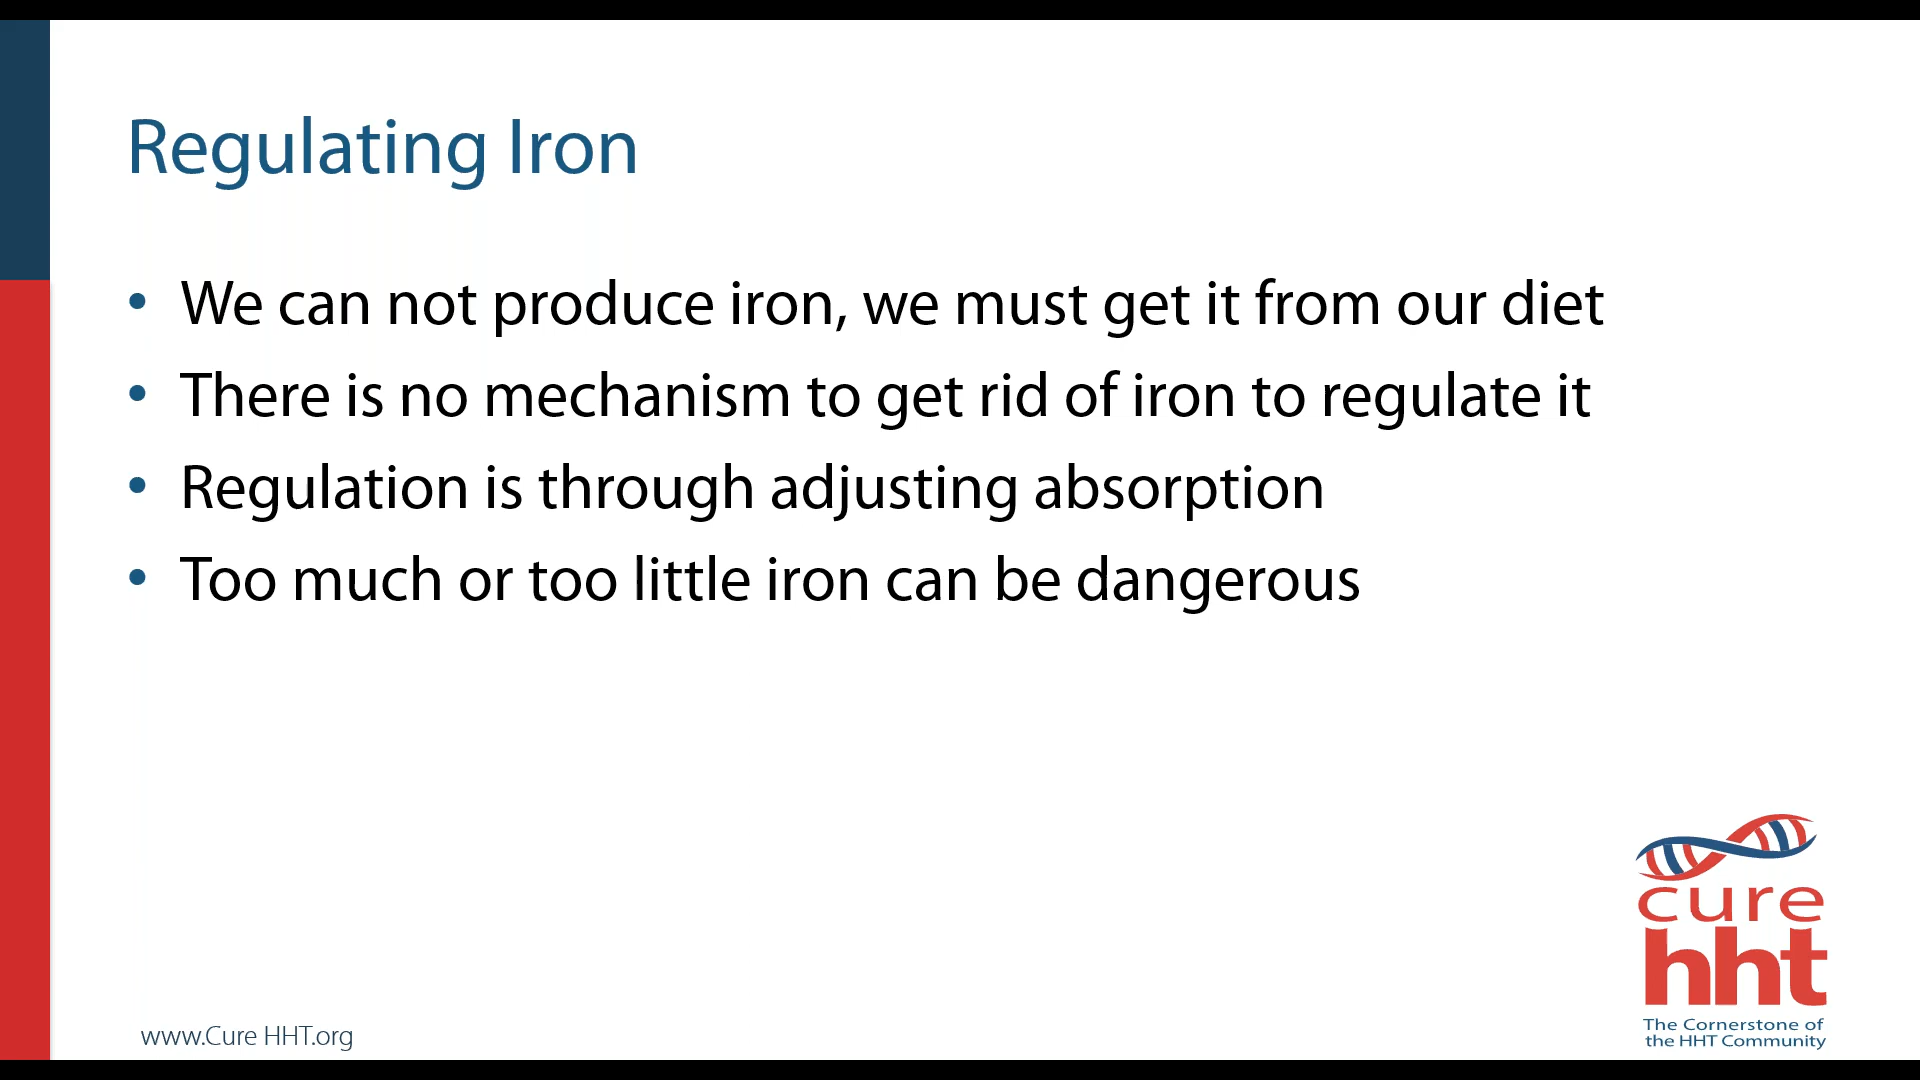 Regulating Iron
• We can not produce iron, we must get it from our diet
• There is no mechanism to get rid of iron to regulate it
• Regulation is through adjusting absorption
• Too much or too little iron can be dangerous
cure
hht
The Cornerstone of
the HHT Community
www.Cure HHT.org